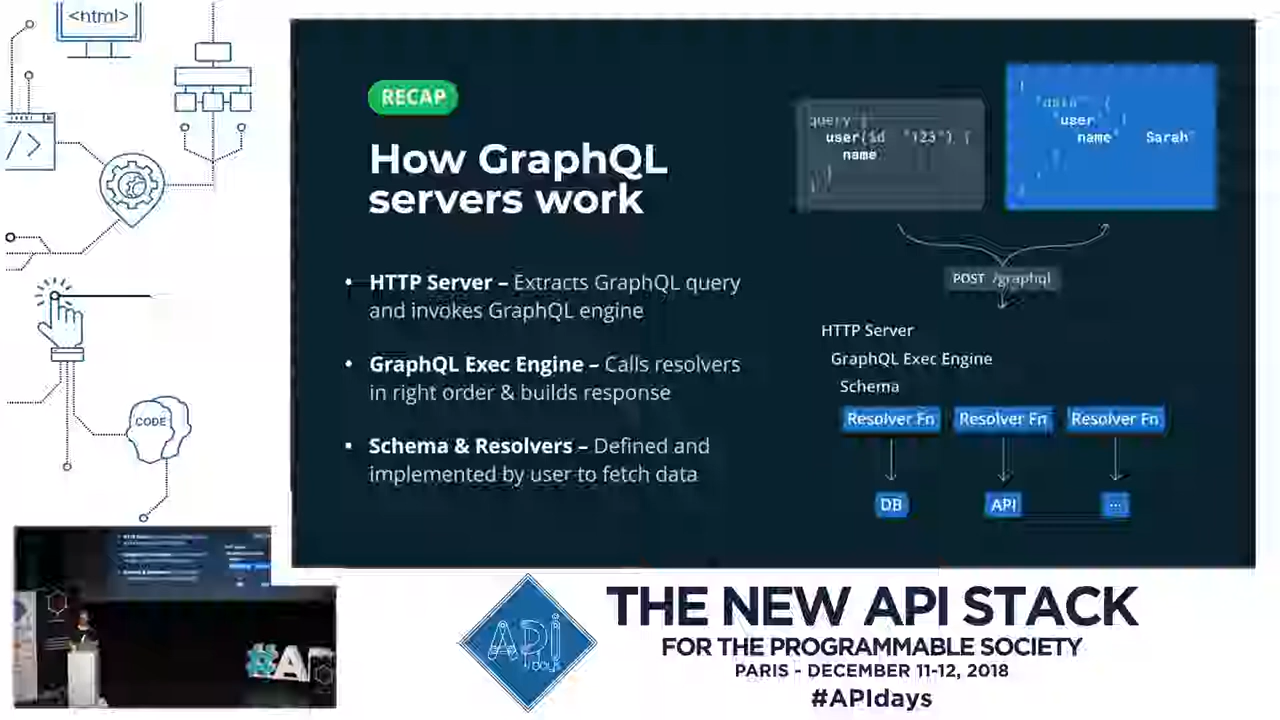 <html>
</>
CODE
RECAP
How GraphQL
servers work
• HTTP Server – Extracts GraphQL query
and invokes GraphQL engine
• GraphQL Exec Engine – Calls resolvers
in right order & builds response
• Schema & Resolvers – Defined and
implemented by user to fetch data
query {
user(id "123") {
name
}
}
{
"data" {
"user" {
name" Sarah"
}
}
POST /graphql
HTTP Server
GraphQL Exec Engine
Schema
Resolver Fn Resolver Fn Resolver Fn
DB API ...
#API
API
days
THE NEW API STACK
FOR THE PROGRAMMABLE SOCIETY
PARIS - DECEMBER 11-12, 2018
#APIdays